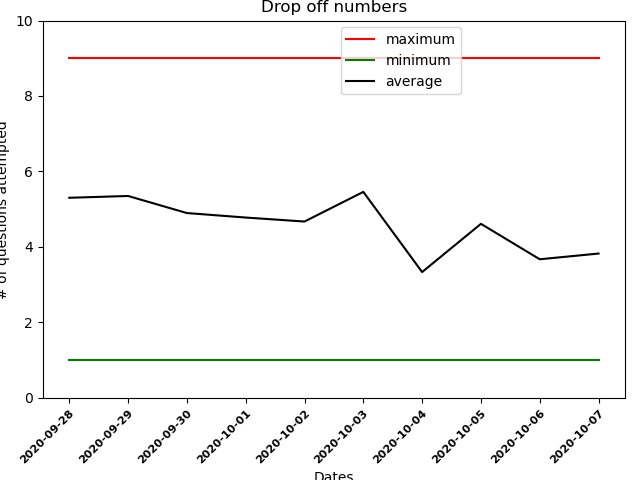 Drop off numbers
maximum
minimum
average
# of questions attempted
10
8
6
4
2
0
2020-09-28
2020-09-29
2020-09-30
2020-10-01
2020-10-02
2020-10-03
2020-10-04
2020-10-05
2020-10-06
2020-10-07
Dates